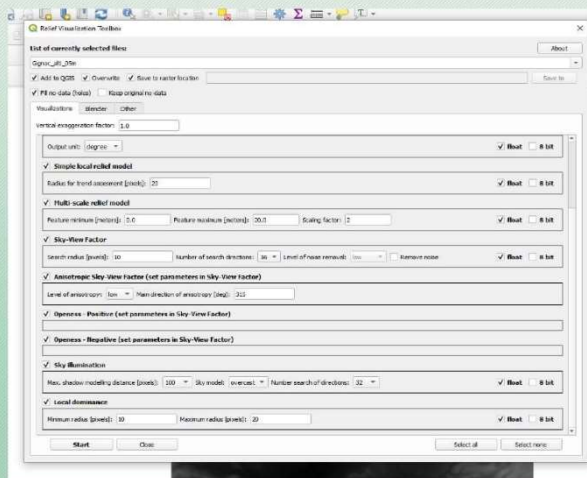 Relief Visualization Toolbox
List of currently selected files:
About
Add to QGIS Overwrite Save to raster location Save to
Fill no-data (holes) Keep original no-data
Visualizations Blender Other
Vertical exaggeration factor: 1.0
Output unit: degree float 8 bit
Simple local relief model
Radius for trend assessment [pixels]: 20 float 8 bit
Multi-scale relief model
Feature minimum [meters]: 0.0 Feature maximum [meters]: 20.0 Scaling factor: 2 float 8 bit
Sky-View Factor
Search radius [pixels]: 10 Number of search directions: 16 Level of noise removal: low Remove noise float 8 bit
Anisotropic Sky-View Factor (set parameters in Sky-View Factor)
Level of anisotropy: low Main direction of anisotropy [deg]: 315
Openess - Positive (set parameters in Sky-View Factor)
Openess - Negative (set parameters in Sky-View Factor)
Sky illumination
Max. shadow modelling distance [pixels]: 100 Sky model: overcast Number search of directions: 32 float 8 bit
Local dominance
Minimum radius [pixels]: 10 Maximum radius [pixels]: 20 float 8 bit
Start Close Select all Select none